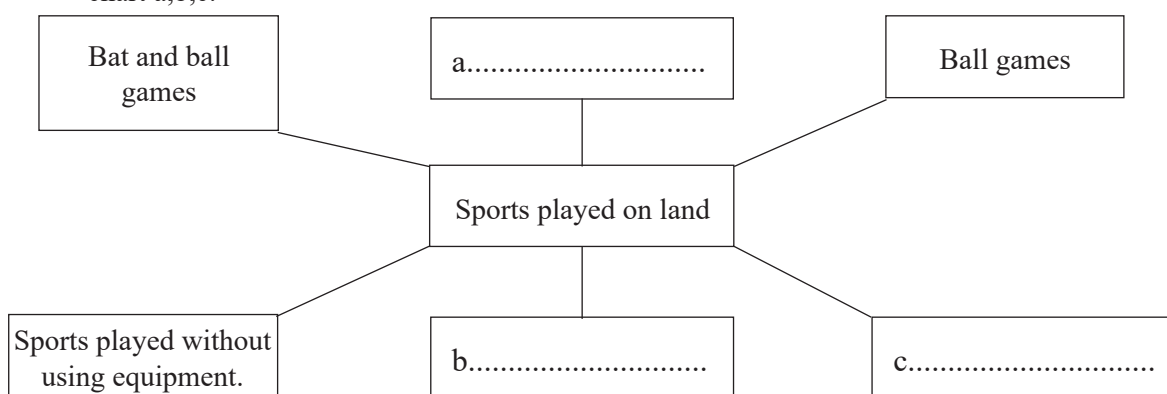 Bat and ball
games
a..............................
Ball games
Sports played on land
Sports played without
using equipment.
b..............................
c..............................